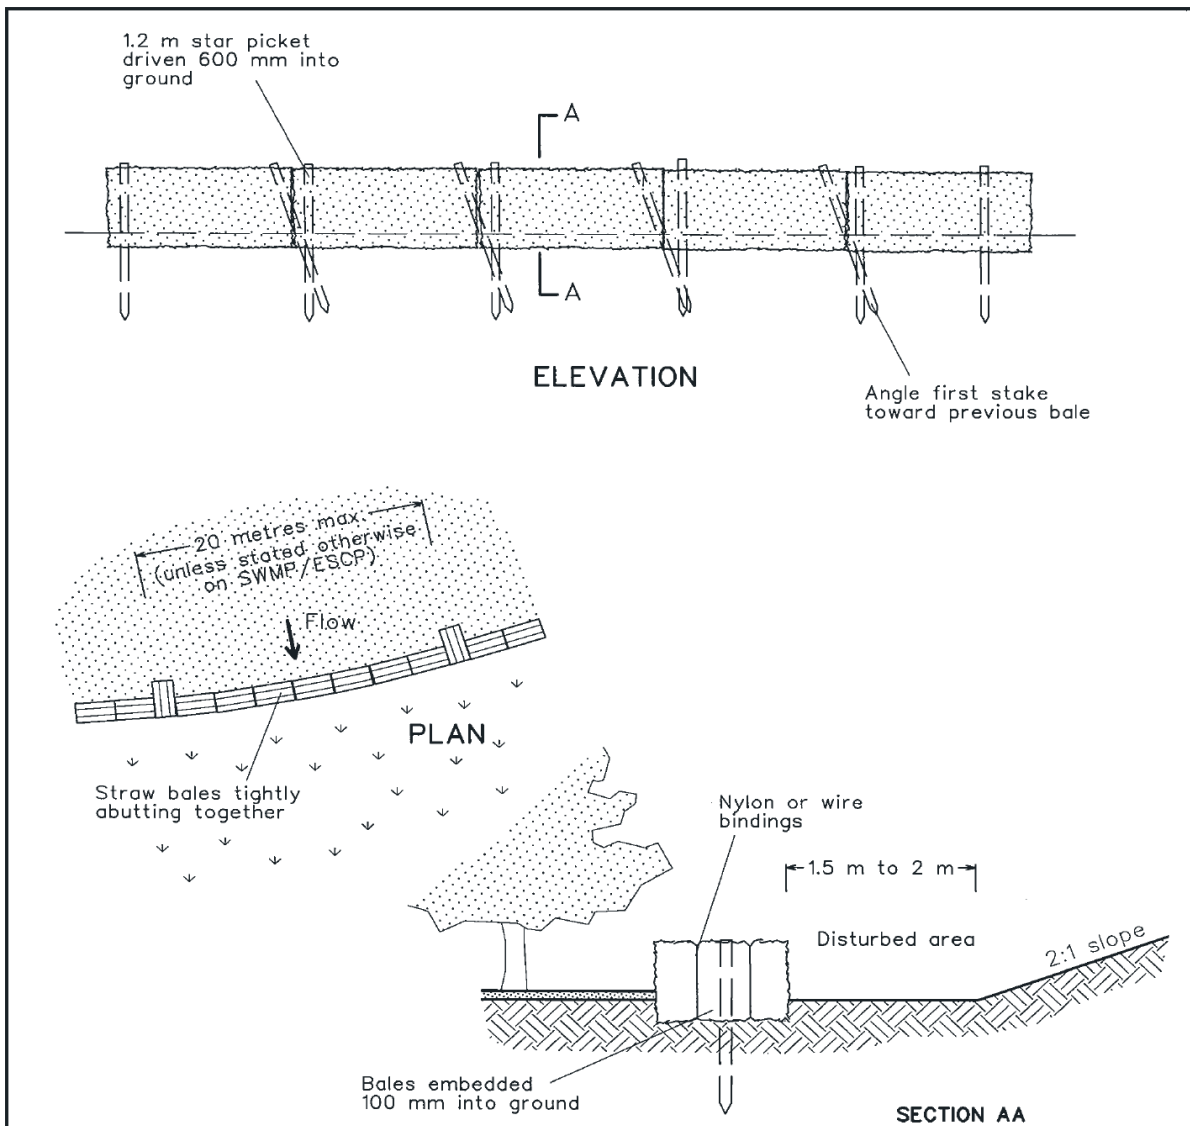 1.2 m star picket
driven 600 mm into
ground
A
A
ELEVATION
Angle first stake
toward previous bale
20 metres max.
(unless stated otherwise
on SWMP/ESCP)
Flow
PLAN
Straw bales tightly
abutting together
Nylon or wire
bindings
1.5 m to 2 m
Disturbed area
2:1 slope
Bales embedded
100 mm into ground
SECTION AA